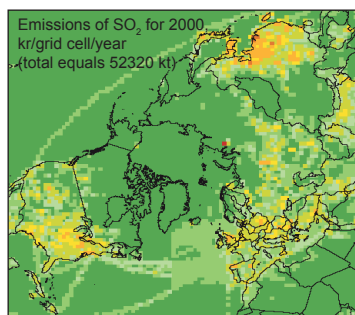 Emissions of SO₂ for 2000
kr/grid cell/year
(total equals 52320 kt)